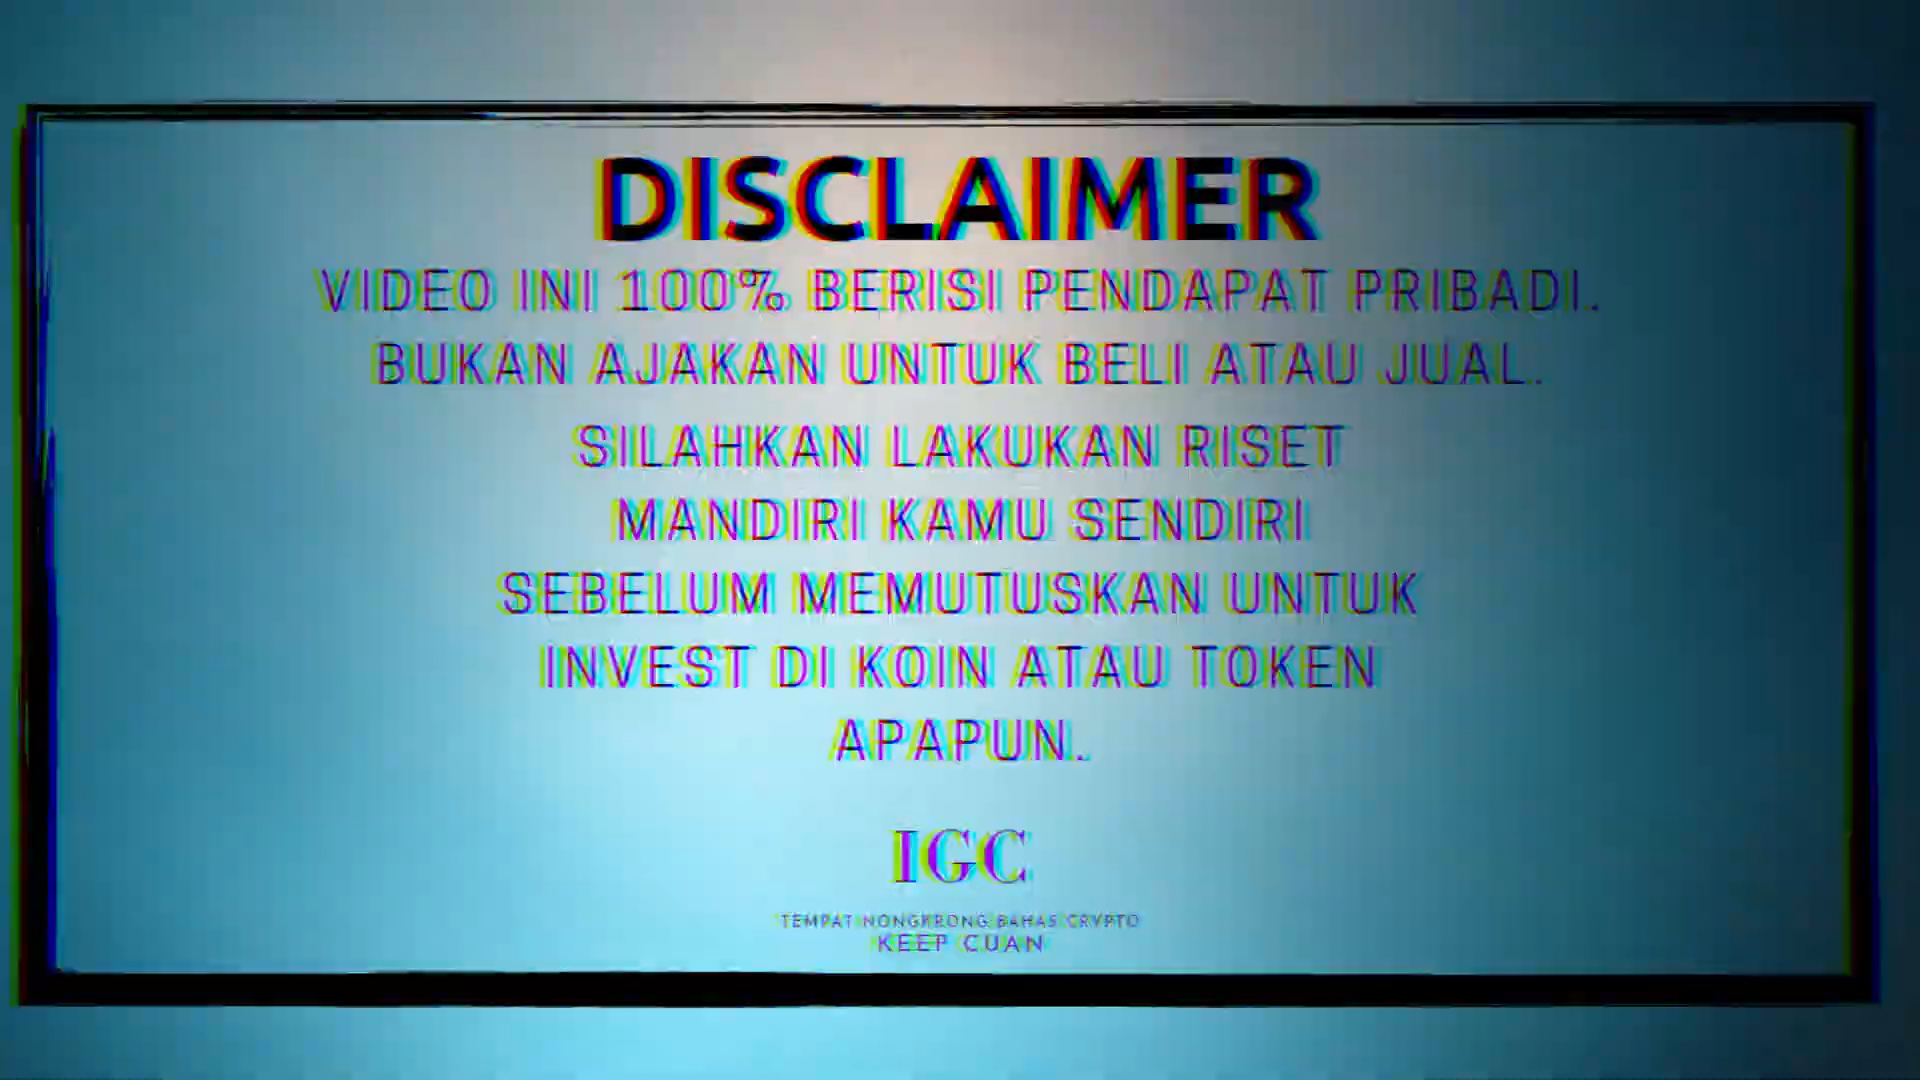 DISCLAIMER
VIDEO INI 100% BERISI PENDAPAT PRIBADI.
BUKAN AJAKAN UNTUK BELI ATAU JUAL.
SILAHKAN LAKUKAN RISET
MANDIRI KAMU SENDIRI
SEBELUM MEMUTUSKAN UNTUK
INVEST DI KOIN ATAU TOKEN
APAPUN.
IGC
TEMPAT NONGKRONG BAHAS CRYPTO
KEEP CUAN